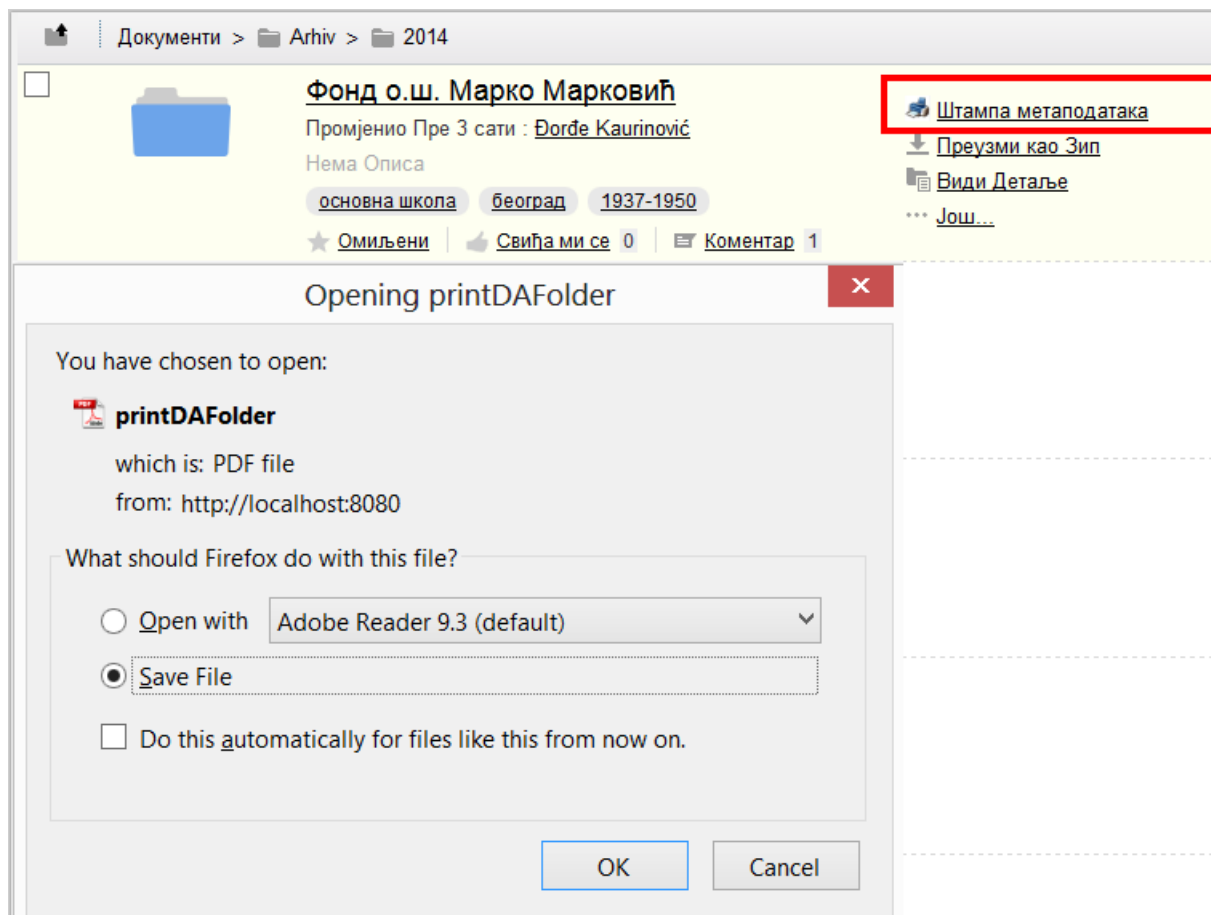 Документи > Arhiv > 2014
Фонд о.ш. Марко Марковић
Промјенио Пре 3 сати : Đorđe Kaurinović
Нема Описа
основна школа београд 1937-1950
Омиљени Свиђа ми се 0 Коментар 1
Штампа метаподатака
Преузми као Зип
Види Детаље
··· Још...
Opening printDAFolder
You have chosen to open:
printDAFolder
which is: PDF file
from: http://localhost:8080
What should Firefox do with this file?
Open with Adobe Reader 9.3 (default)
Save File
Do this automatically for files like this from now on.
OK Cancel